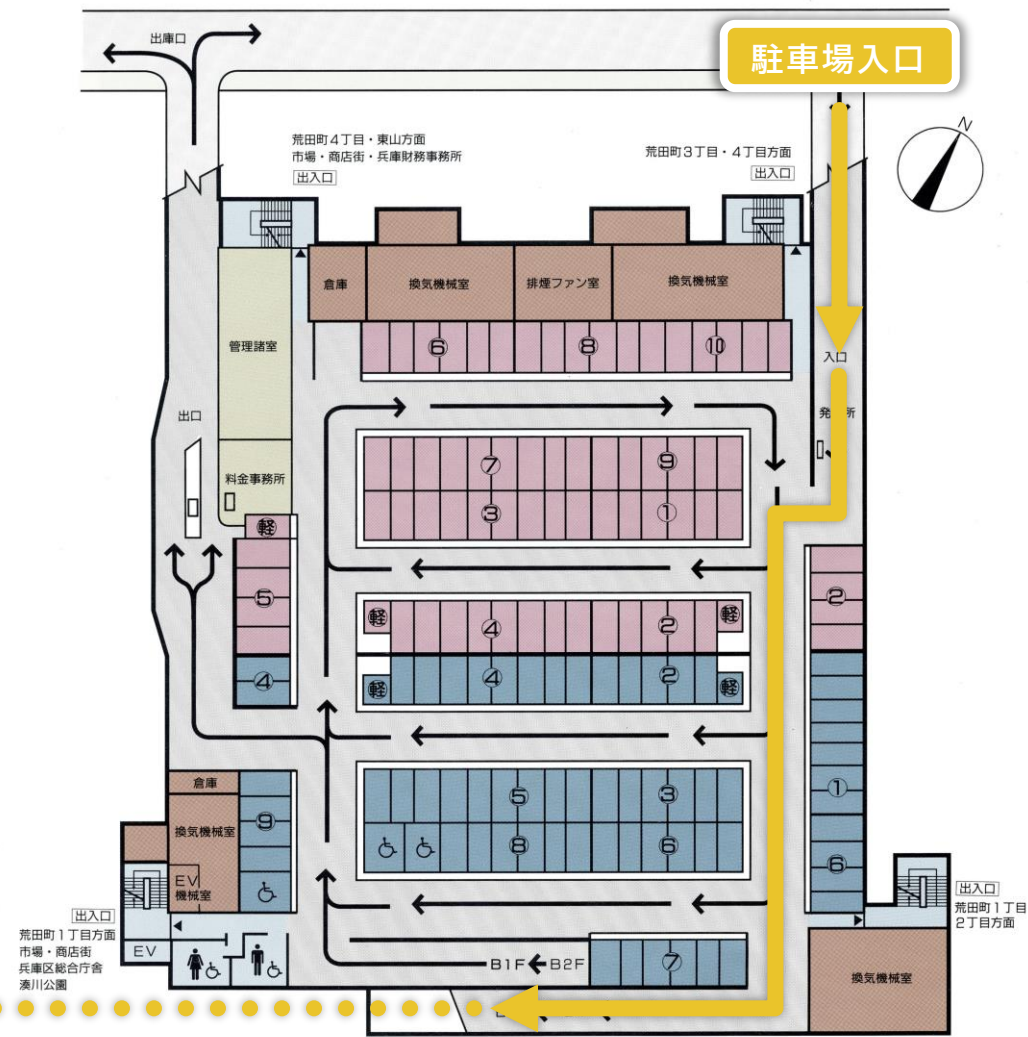 出庫口
駐車場入口
N
荒田町4丁目・東山方面
市場・商店街・兵庫財務事務所
出入口
荒田町3丁目・4丁目方面
出入口
倉庫
換気機械室
排煙ファン室
換気機械室
管理諸室
⑥
⑧
⑩
入口
出口
⑦
⑨
料金事務所
③
①
軽
⑤
②
軽
④
②
軽
④
軽
④
②
軽
倉庫
換気機械室
⑨
⑤
③
①
⑧
⑥
⑥
EV
機械室
出入口
荒田町1丁目方面
市場・商店街
兵庫区総合庁舎
湊川公園
EV
出入口
荒田町1丁目
2丁目方面
B1F
B2F
⑦
換気機械室